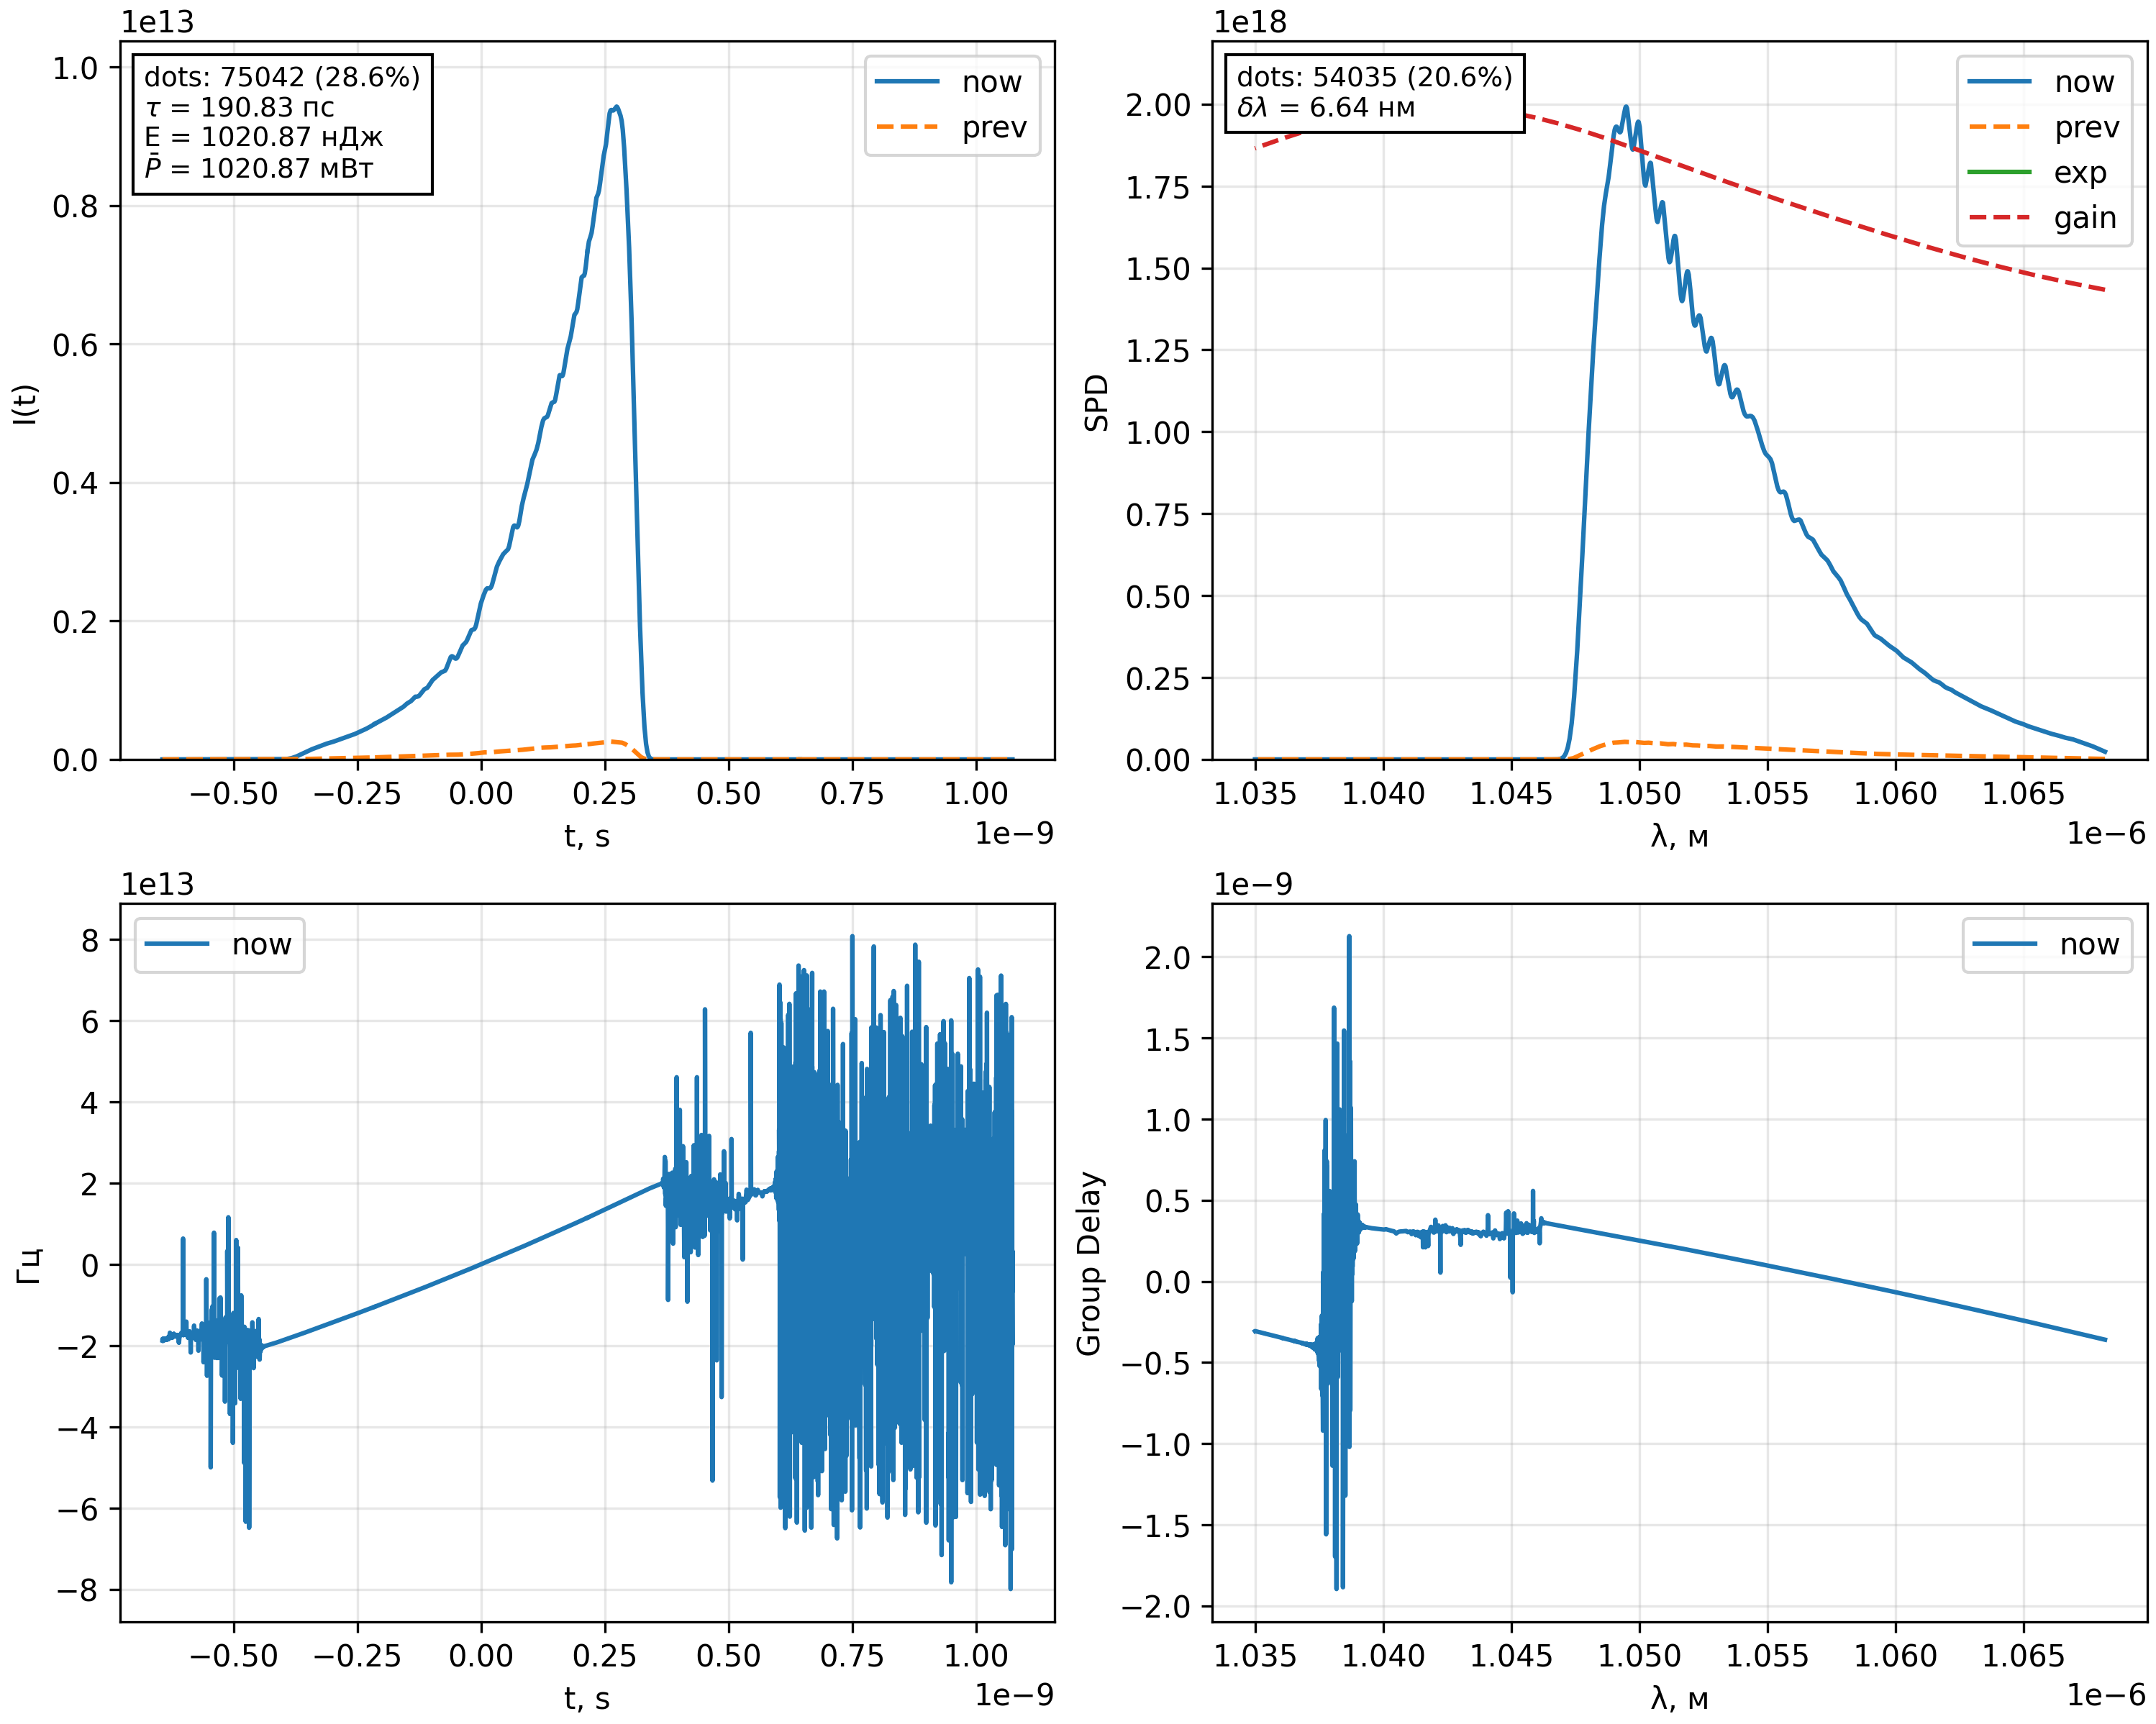 1e13
dots: 75042 (28.6%)
τ = 190.83 пс
E = 1020.87 нДж
P̄ = 1020.87 мВт
now
prev
1.0
0.8
0.6
0.4
0.2
0.0
I(t)
−0.50
−0.25
0.00
0.25
0.50
0.75
1.00
t, s
1e−9
1e18
dots: 54035 (20.6%)
δλ = 6.64 нм
now
prev
exp
gain
2.00
1.75
1.50
1.25
1.00
0.75
0.50
0.25
0.00
SPD
1.035
1.040
1.045
1.050
1.055
1.060
1.065
λ, м
1e−6
1e13
now
8
6
4
2
0
−2
−4
−6
−8
Гц
−0.50
−0.25
0.00
0.25
0.50
0.75
1.00
t, s
1e−9
1e−9
now
2.0
1.5
1.0
0.5
0.0
−0.5
−1.0
−1.5
−2.0
Group Delay
1.035
1.040
1.045
1.050
1.055
1.060
1.065
λ, м
1e−6